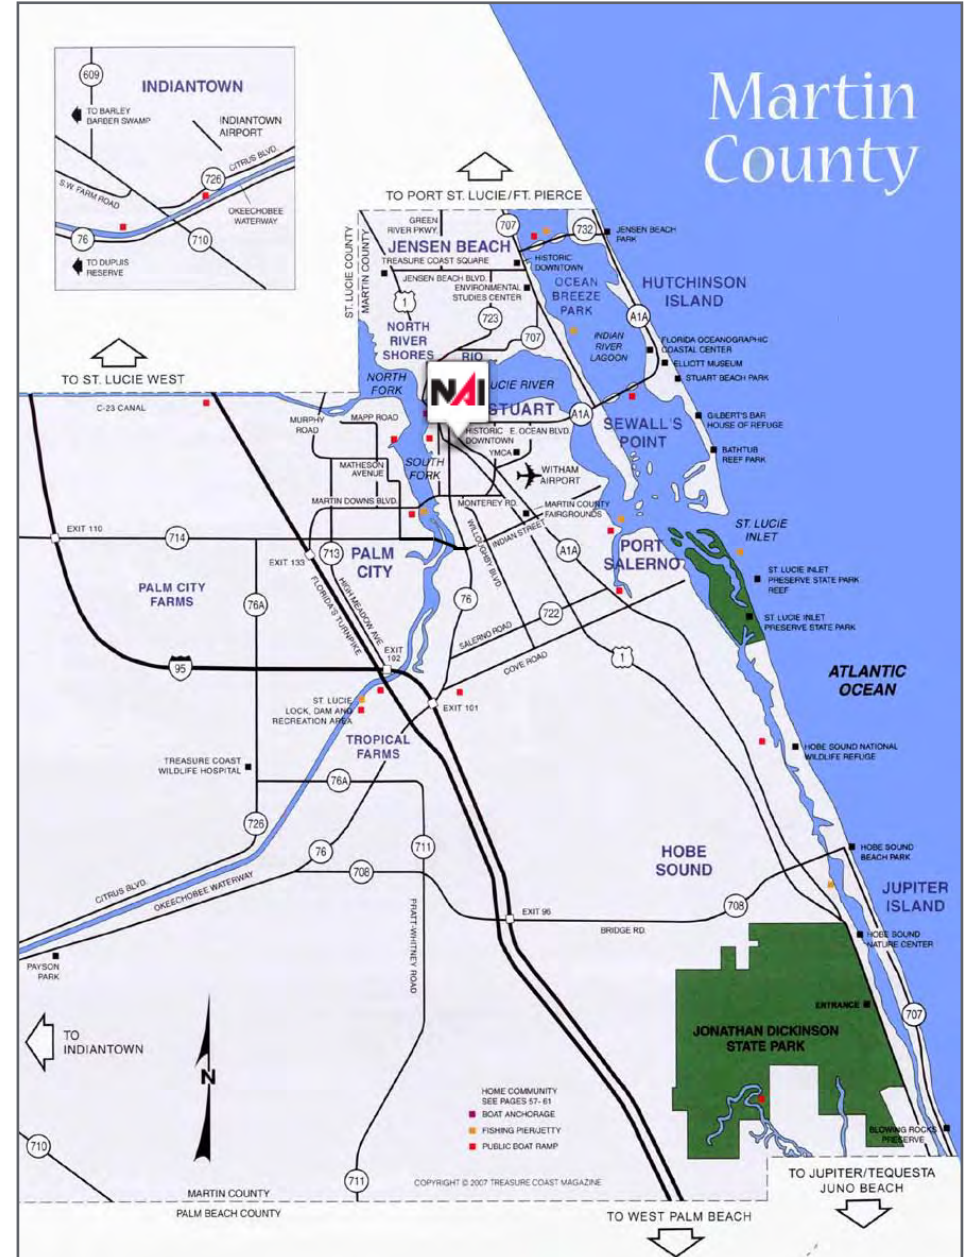 Martin
County
609
INDIANTOWN
TO BARLEY
BARBER SWAMP
INDIANTOWN
AIRPORT
CITRUS BLVD.
726
S.W. FARM ROAD
OKEECHOBEE
WATERWAY
76
710
TO DUPUIS
RESERVE
TO PORT ST. LUCIE/FT. PIERCE
ST. LUCIE COUNTY
MARTIN COUNTY
GREEN
RIVER PKWY.
707
732
JENSEN BEACH
PARK
JENSEN BEACH
TREASURE COAST SQUARE
HISTORIC
DOWNTOWN
JENSEN BEACH BLVD.
ENVIRONMENTAL
STUDIES CENTER
OCEAN
BREEZE
PARK
HUTCHINSON
ISLAND
1
723
A1A
NORTH
RIVER
SHORES
707
INDIAN
RIVER
LAGOON
FLORIDA OCEANOGRAPHIC
COASTAL CENTER
RIO
ELLIOTT MUSEUM
STUART BEACH PARK
TO ST. LUCIE WEST
NORTH
FORK
NAI
LUCIE RIVER
C-23 CANAL
MURPHY
ROAD
MAPP ROAD
STUART
A1A
GILBERT'S BAR
HOUSE OF REFUGE
HISTORIC
DOWNTOWN
E. OCEAN BLVD.
SEWALL'S
POINT
YMCA
BATHTUB
REEF PARK
SOUTH
FORK
MATHESON
AVENUE
WITHAM
AIRPORT
MARTIN DOWNS BLVD.
MONTEREY RD.
MARTIN COUNTY
FAIRGROUNDS
EXIT 110
714
INDIAN STREET
WILLOUGHBY BLVD
ST. LUCIE
INLET
713
PALM
CITY
A1A
PORT
SALERNO
EXIT 133
ST. LUCIE INLET
PRESERVE STATE PARK
REEF
PALM CITY
FARMS
76A
FLORIDA'S TURNPIKE
HIGH MEADOW AVE.
76
722
ST. LUCIE INLET
PRESERVE STATE PARK
SALERNO ROAD
COVE ROAD
1
95
EXIT
102
ATLANTIC
OCEAN
ST. LUCIE
LOCK, DAM AND
RECREATION AREA
EXIT 101
TROPICAL
FARMS
HOBE SOUND NATIONAL
WILDLIFE REFUGE
TREASURE COAST
WILDLIFE HOSPITAL
76A
726
76
711
HOBE SOUND
BEACH PARK
HOBE
SOUND
708
CITRUS BLVD.
OKEECHOBEE WATERWAY
JUPITER
ISLAND
708
EXIT 96
BRIDGE RD.
PRATT-WHITNEY ROAD
HOBE SOUND
NATURE CENTER
PAYSON
PARK
ENTRANCE
707
TO
INDIANTOWN
JONATHAN DICKINSON
STATE PARK
N
HOME COMMUNITY
SEE PAGES 57- 61
BOAT ANCHORAGE
FISHING PIER/JETTY
PUBLIC BOAT RAMP
BLOWING ROCKS
PRESERVE
710
711
COPYRIGHT © 2007 TREASURE COAST MAGAZINE
MARTIN COUNTY
PALM BEACH COUNTY
TO WEST PALM BEACH
TO JUPITER/TEQUESTA
JUNO BEACH